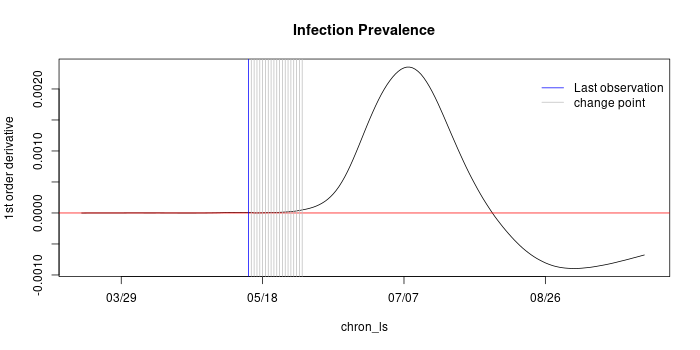 Infection Prevalence
1st order derivative
0.0020
0.0010
0.0000
-0.0010
Last observation
change point
03/29
05/18
07/07
08/26
chron_ls